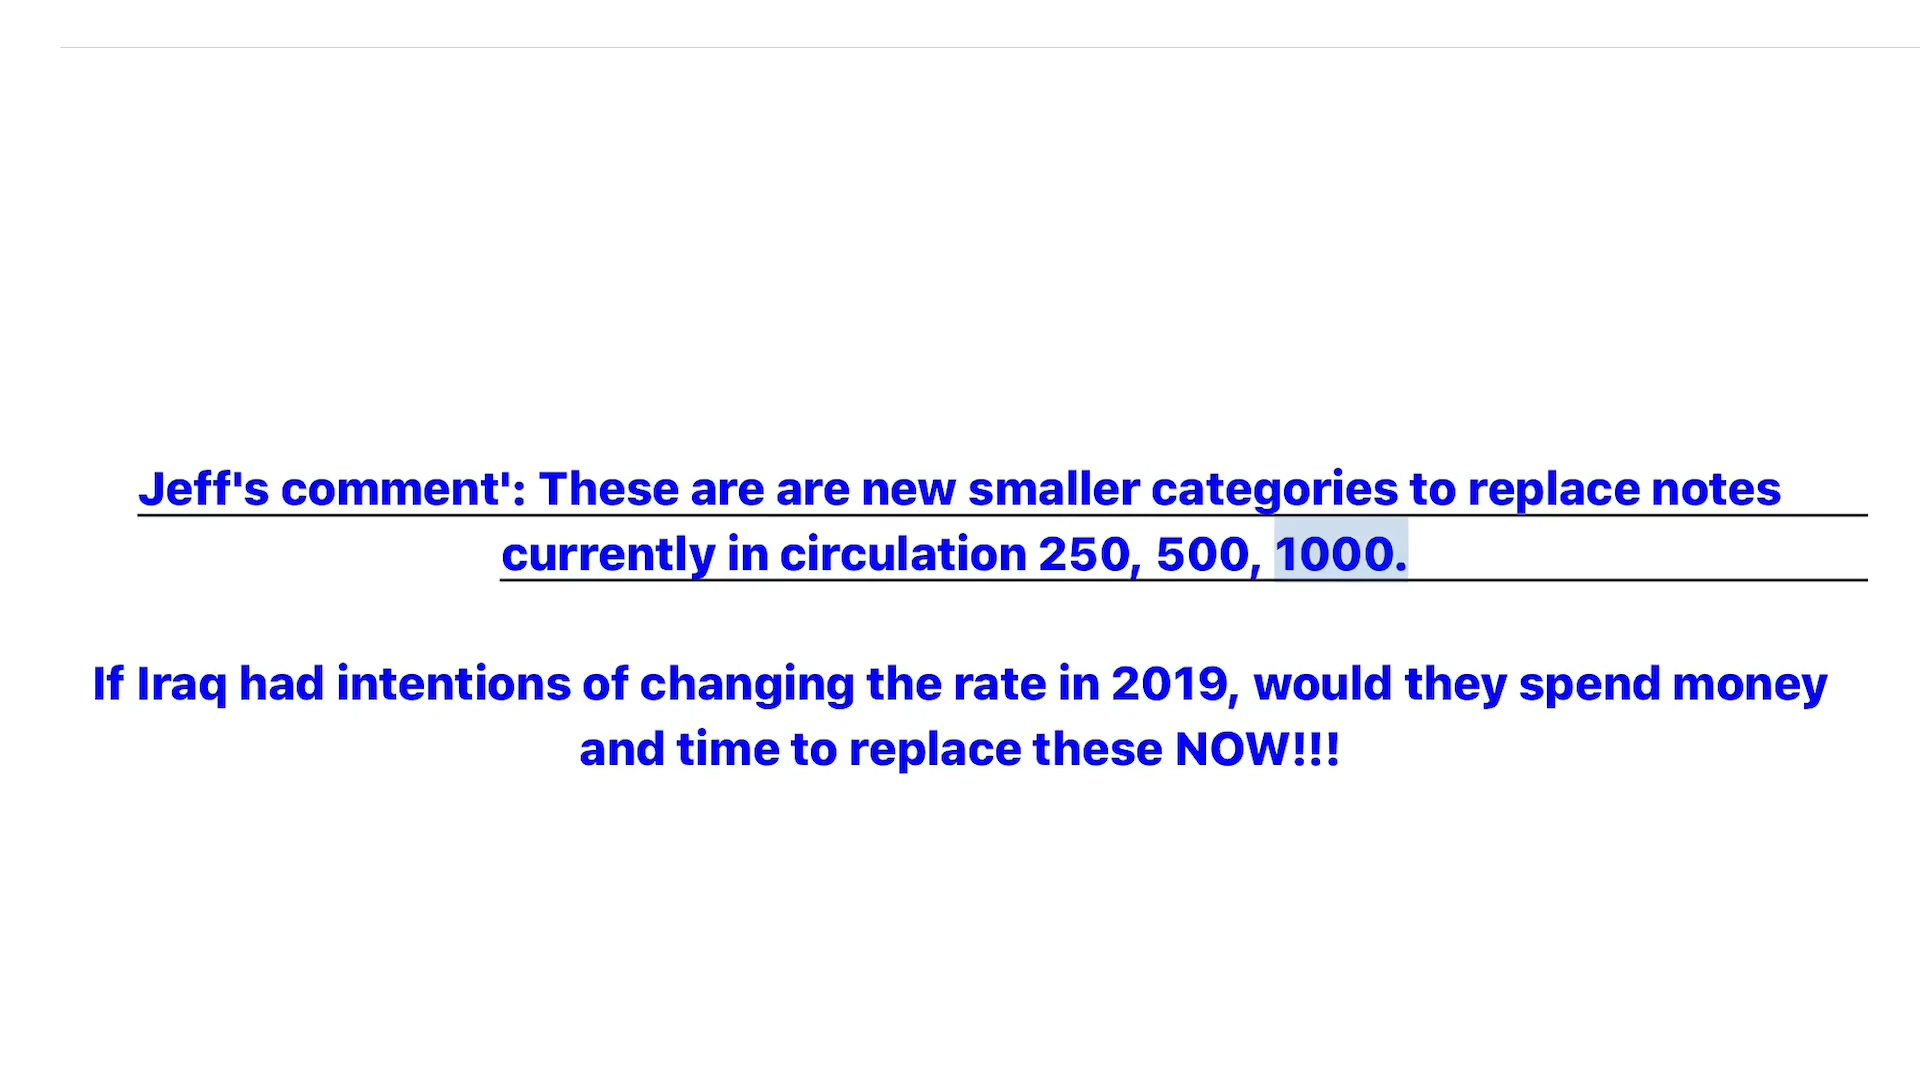 Jeff's comment': These are are new smaller categories to replace notes
currently in circulation 250, 500, 1000.
If Iraq had intentions of changing the rate in 2019, would they spend money
and time to replace these NOW!!!